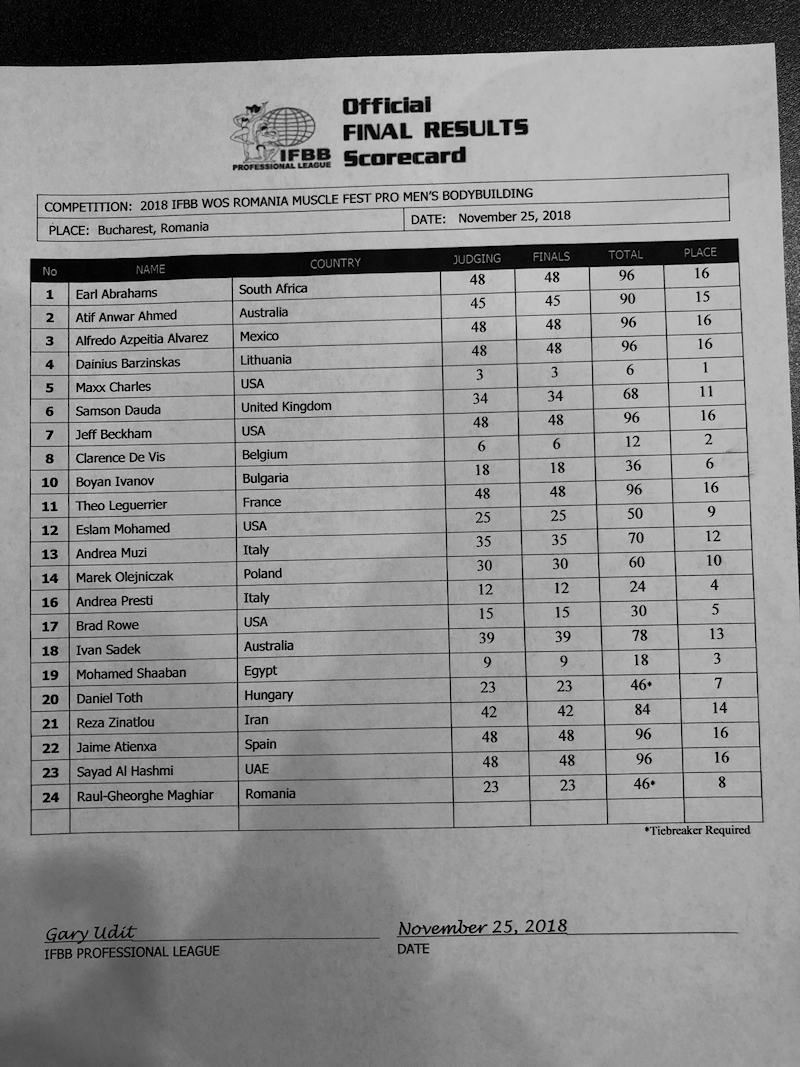 Official
FINAL RESULTS
Scorecard
IFBB
PROFESSIONAL LEAGUE
COMPETITION: 2018 IFBB WOS ROMANIA MUSCLE FEST PRO MEN'S BODYBUILDING
PLACE: Bucharest, Romania DATE: November 25, 2018
No NAME COUNTRY JUDGING FINALS TOTAL PLACE
1 Earl Abrahams South Africa 48 48 96 16
2 Atif Anwar Ahmed Australia 45 45 90 15
3 Alfredo Azpeitia Alvarez Mexico 48 48 96 16
4 Dainius Barzinskas Lithuania 48 48 96 16
5 Maxx Charles USA 3 3 6 1
6 Samson Dauda United Kingdom 34 34 68 11
7 Jeff Beckham USA 48 48 96 16
8 Clarence De Vis Belgium 6 6 12 2
10 Boyan Ivanov Bulgaria 18 18 36 6
11 Theo Leguerrier France 48 48 96 16
12 Eslam Mohamed USA 25 25 50 9
13 Andrea Muzi Italy 35 35 70 12
14 Marek Olejniczak Poland 30 30 60 10
16 Andrea Presti Italy 12 12 24 4
17 Brad Rowe USA 15 15 30 5
18 Ivan Sadek Australia 39 39 78 13
19 Mohamed Shaaban Egypt 9 9 18 3
20 Daniel Toth Hungary 23 23 46* 7
21 Reza Zinatlou Iran 42 42 84 14
22 Jaime Atienxa Spain 48 48 96 16
23 Sayad Al Hashmi UAE 48 48 96 16
24 Raul-Gheorghe Maghiar Romania 23 23 46* 8
*Tiebreaker Required
Gary Udit November 25, 2018
IFBB PROFESSIONAL LEAGUE DATE